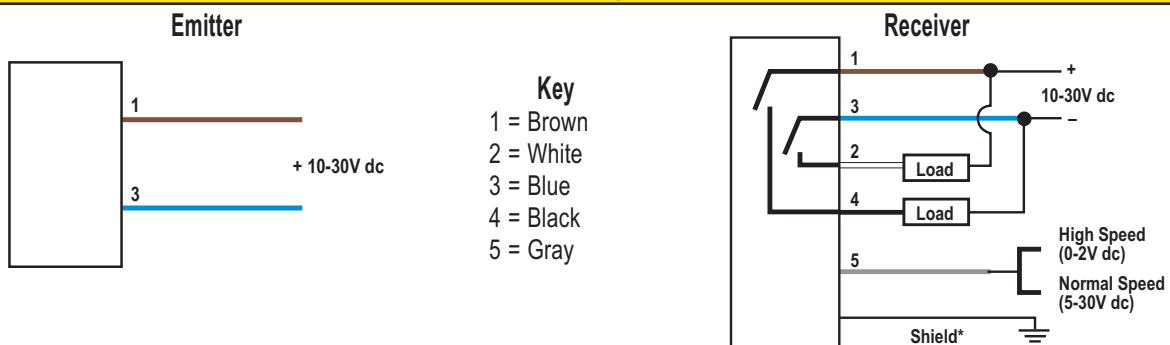 Emitter
1
3
+ 10-30V dc
Key
1 = Brown
2 = White
3 = Blue
4 = Black
5 = Gray
Receiver
1
+
10-30V dc
3
–
2
Load
4
Load
High Speed
(0-2V dc)
5
Normal Speed
(5-30V dc)
Shield*